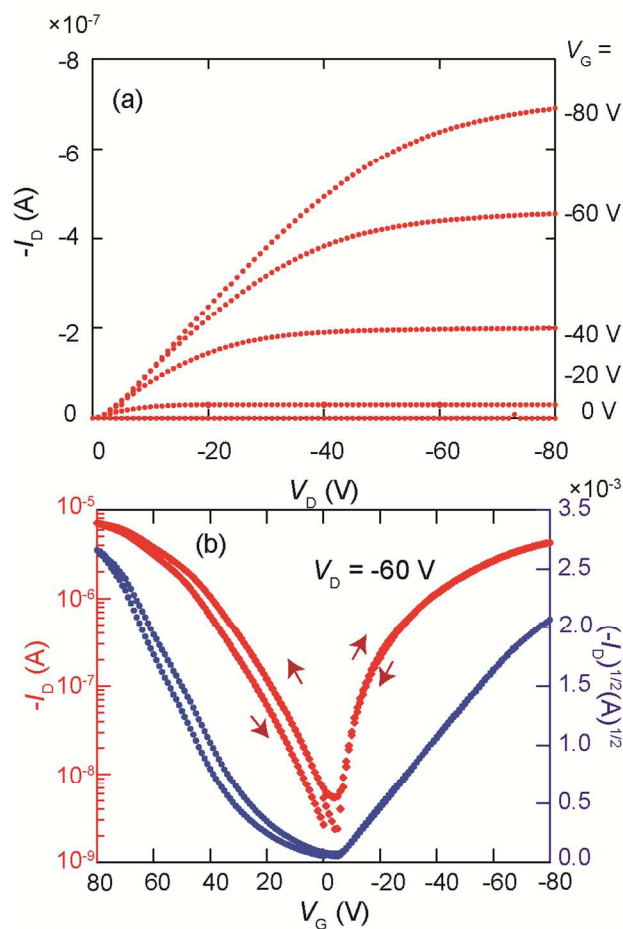 ×10⁻⁷
-8
-6
-4
-2
0
-I_D (A)
(a)
V_G =
-80 V
-60 V
-40 V
-20 V
0 V
0 -20 -40 -60 -80
V_D (V)
×10⁻³
(b)
V_D = -60 V
10⁻⁵
10⁻⁶
10⁻⁷
10⁻⁸
10⁻⁹
-I_D (A)
3.5
3.0
2.5
2.0
1.5
1.0
0.5
0.0
(-I_D)^1/2 (A)^1/2
80 60 40 20 0 -20 -40 -60 -80
V_G (V)